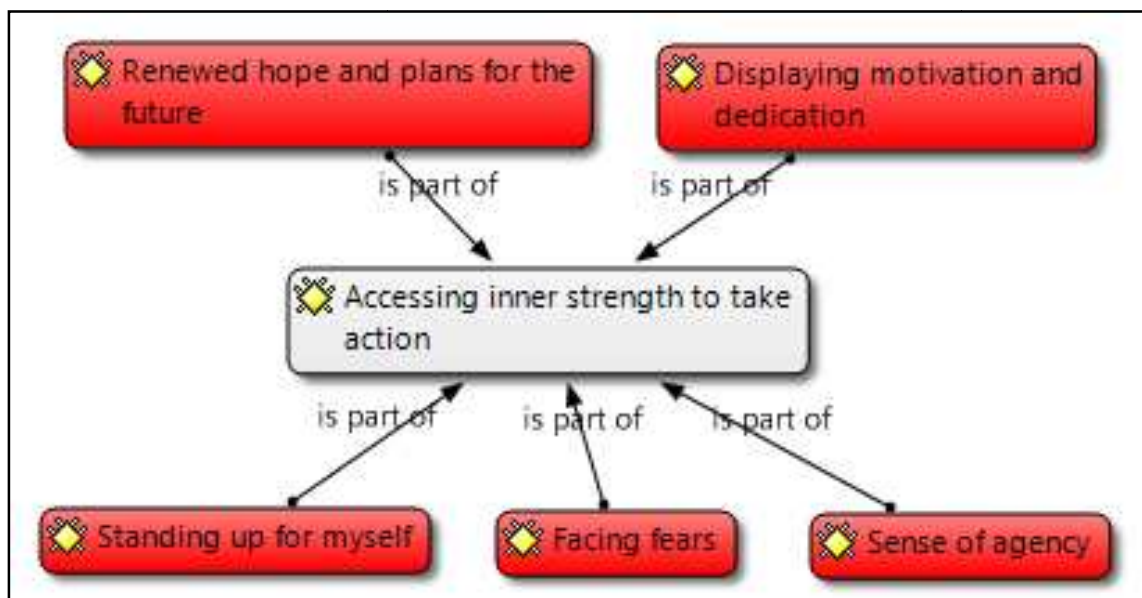 Renewed hope and plans for the
future
Displaying motivation and
dedication
is part of
is part of
Accessing inner strength to take
action
is part of
is part of
is part of
Standing up for myself
Facing fears
Sense of agency